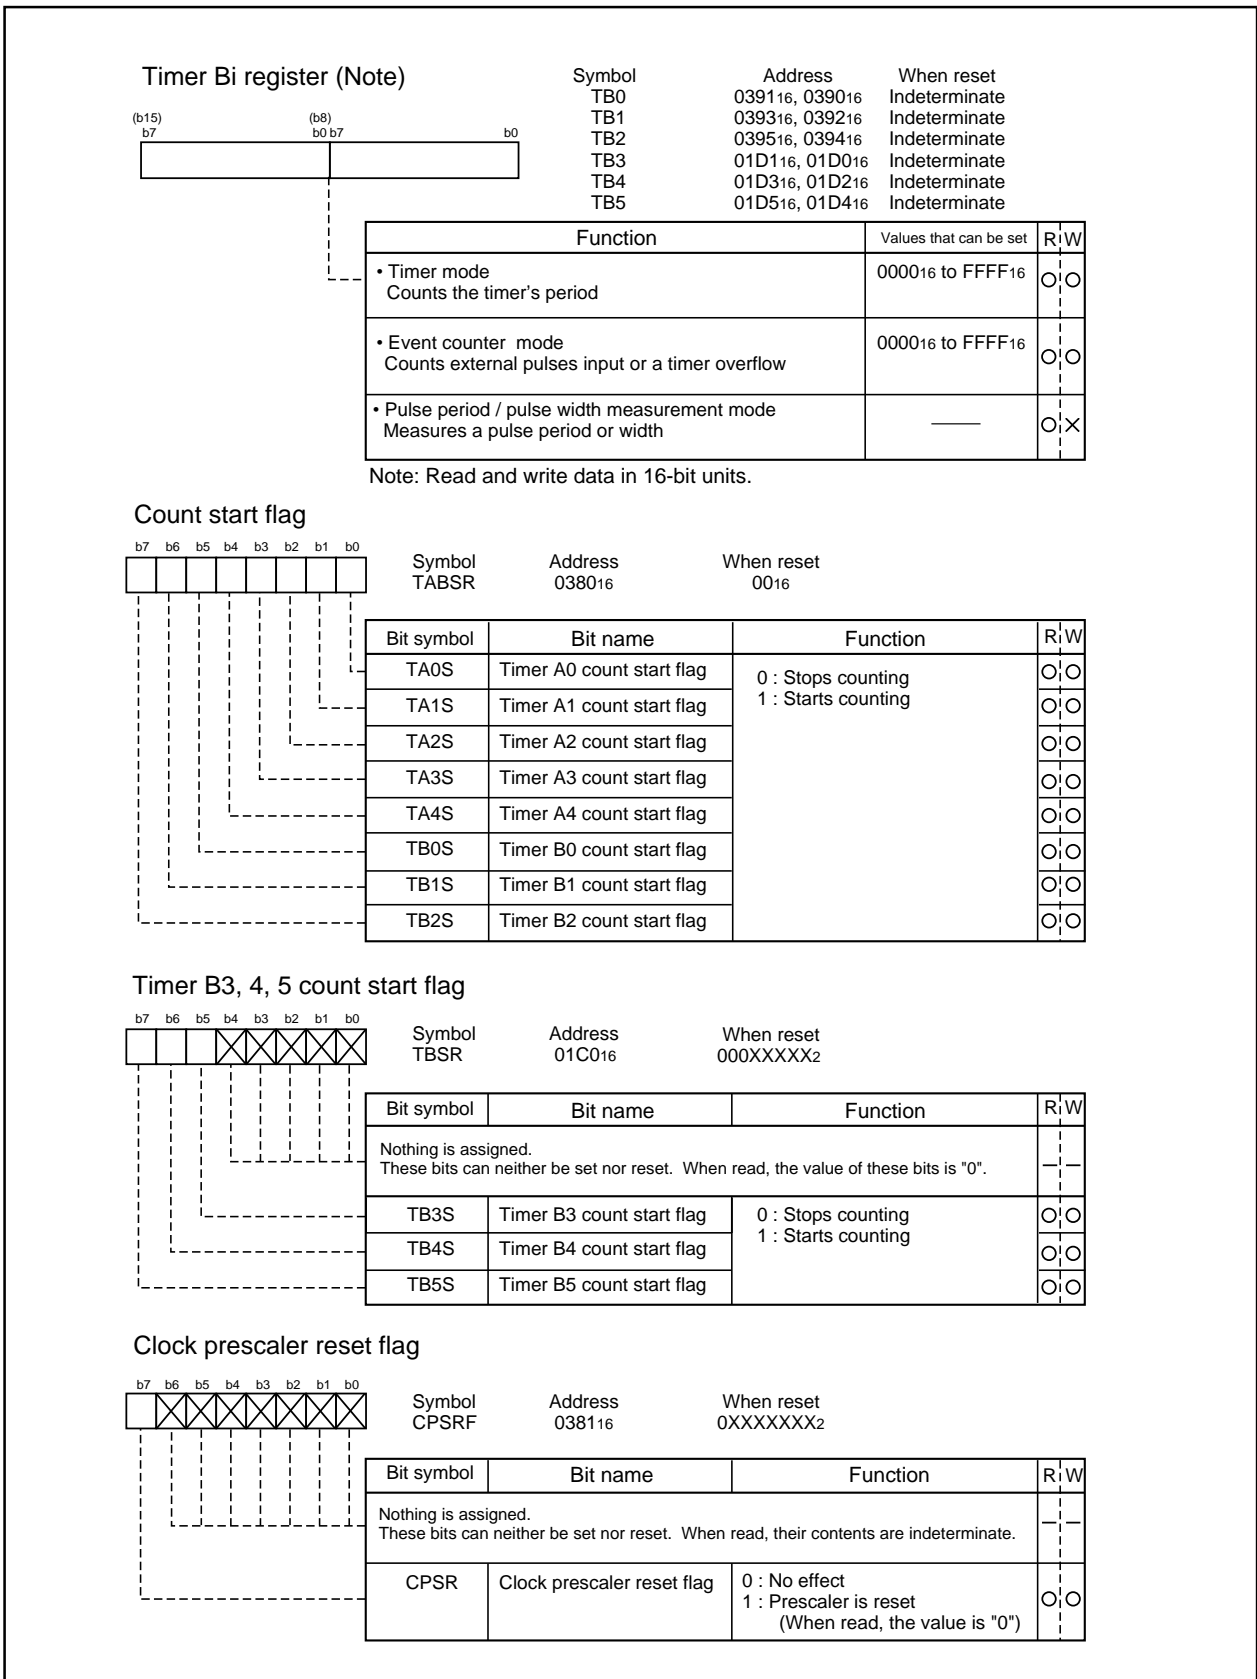 Timer Bi register (Note)
Symbol Address When reset
TB0 039116, 039016 Indeterminate
TB1 039316, 039216 Indeterminate
TB2 039516, 039416 Indeterminate
TB3 01D116, 01D016 Indeterminate
TB4 01D316, 01D216 Indeterminate
TB5 01D516, 01D416 Indeterminate
(b15) (b8)
b7 b0 b7 b0
Function Values that can be set R W
• Timer mode 000016 to FFFF16
Counts the timer's period
• Event counter mode 000016 to FFFF16
Counts external pulses input or a timer overflow
• Pulse period / pulse width measurement mode
Measures a pulse period or width
Note: Read and write data in 16-bit units.
Count start flag
b7 b6 b5 b4 b3 b2 b1 b0
Symbol Address When reset
TABSR 038016 0016
Bit symbol Bit name Function R W
TA0S Timer A0 count start flag 0 : Stops counting
TA1S Timer A1 count start flag 1 : Starts counting
TA2S Timer A2 count start flag
TA3S Timer A3 count start flag
TA4S Timer A4 count start flag
TB0S Timer B0 count start flag
TB1S Timer B1 count start flag
TB2S Timer B2 count start flag
Timer B3, 4, 5 count start flag
b7 b6 b5 b4 b3 b2 b1 b0
Symbol Address When reset
TBSR 01C016 000XXXXX2
Bit symbol Bit name Function R W
Nothing is assigned.
These bits can neither be set nor reset. When read, the value of these bits is "0".
TB3S Timer B3 count start flag 0 : Stops counting
TB4S Timer B4 count start flag 1 : Starts counting
TB5S Timer B5 count start flag
Clock prescaler reset flag
b7 b6 b5 b4 b3 b2 b1 b0
Symbol Address When reset
CPSRF 038116 0XXXXXXX2
Bit symbol Bit name Function R W
Nothing is assigned.
These bits can neither be set nor reset. When read, their contents are indeterminate.
CPSR Clock prescaler reset flag 0 : No effect
1 : Prescaler is reset
(When read, the value is "0")